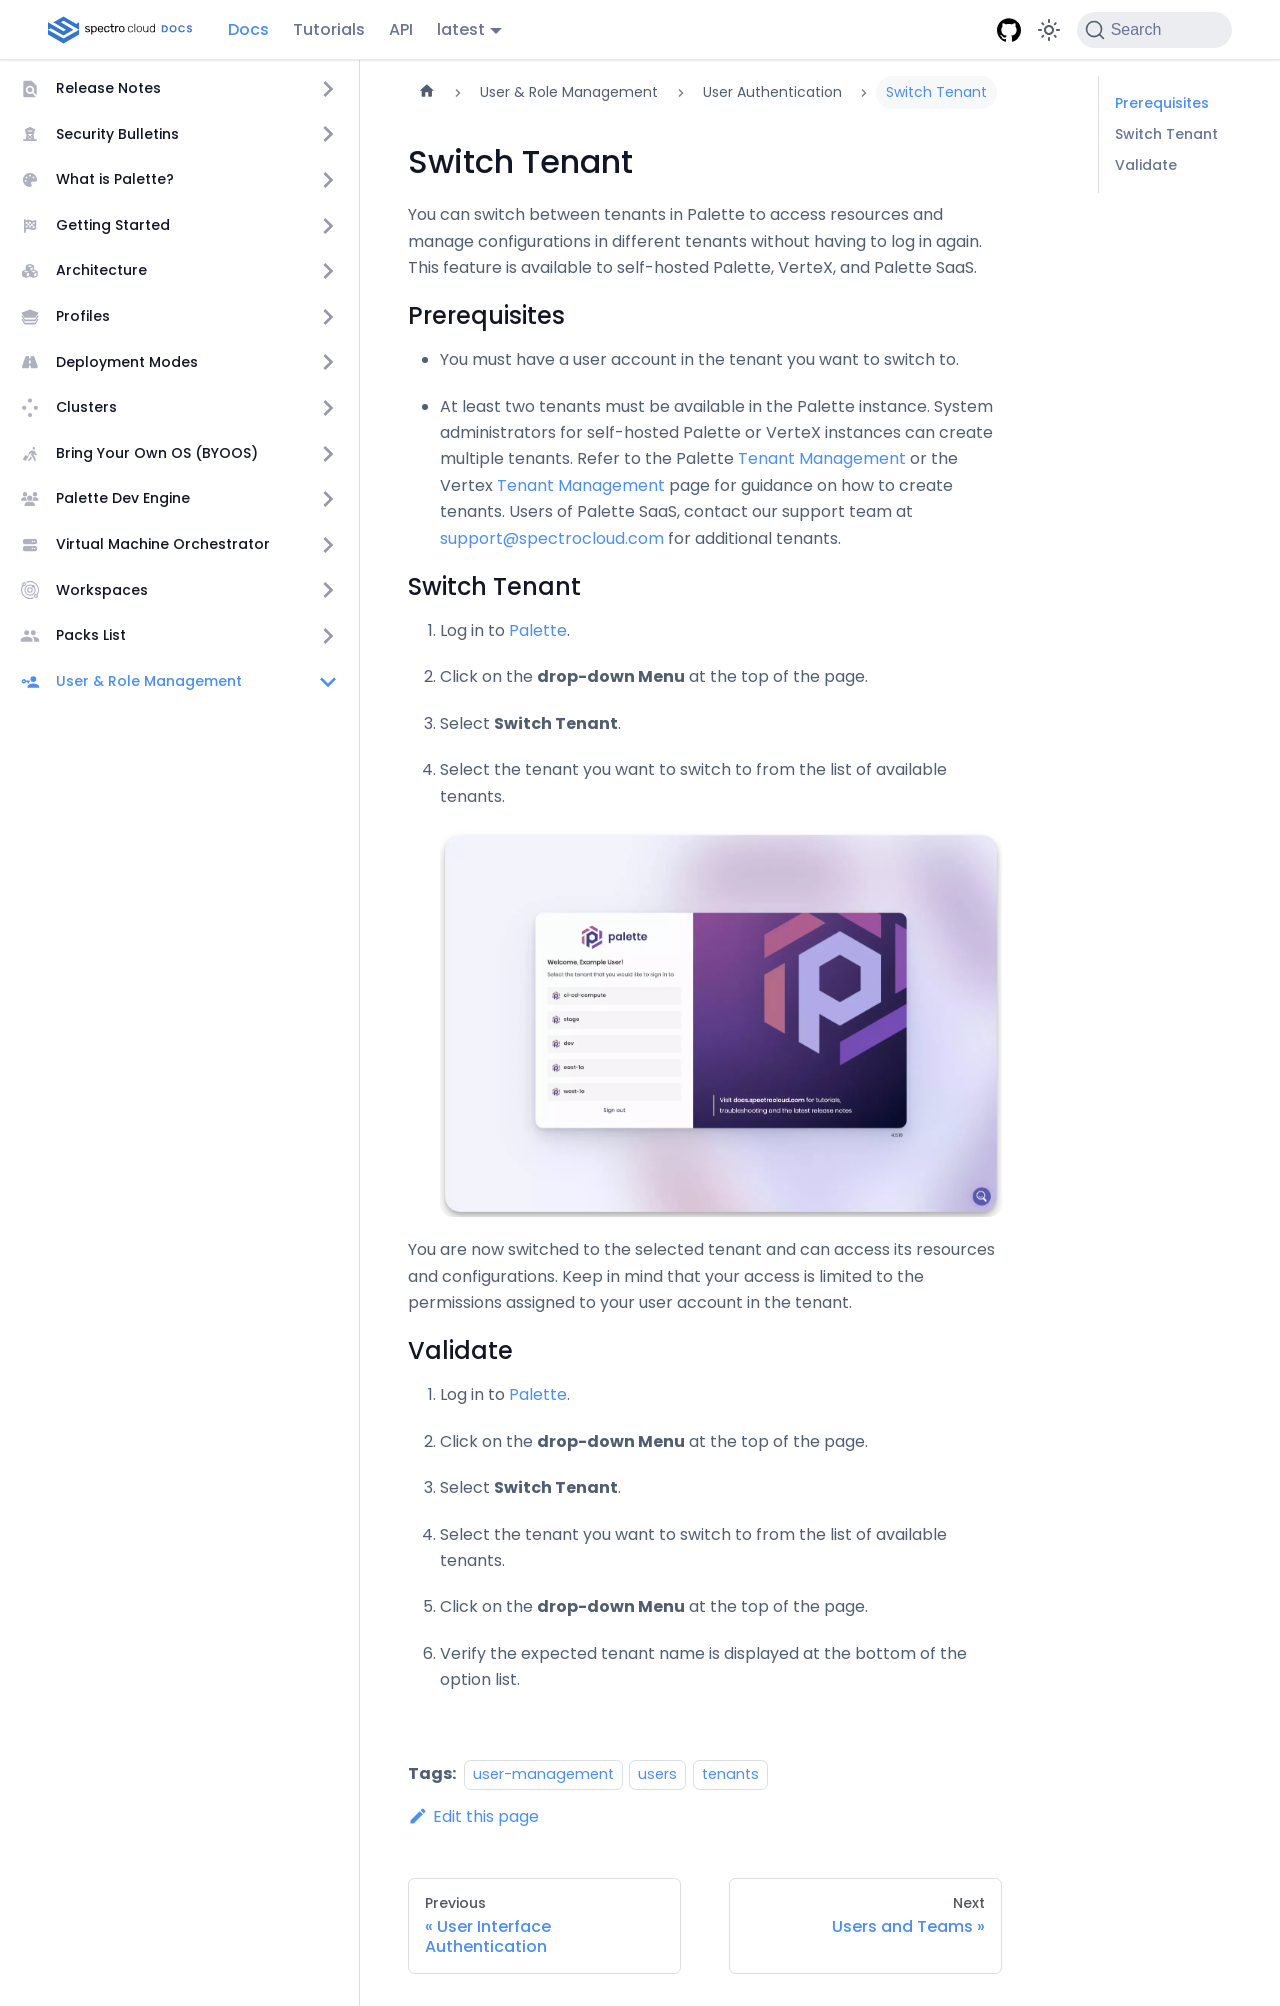 spectro cloud DOCS
Docs
Tutorials
API
latest
Search
Release Notes
Security Bulletins
What is Palette?
Getting Started
Architecture
Profiles
Deployment Modes
Clusters
Bring Your Own OS (BYOOS)
Palette Dev Engine
Virtual Machine Orchestrator
Workspaces
Packs List
User & Role Management
User & Role Management
User Authentication
Switch Tenant
Switch Tenant
You can switch between tenants in Palette to access resources and
manage configurations in different tenants without having to log in again.
This feature is available to self-hosted Palette, VerteX, and Palette SaaS.
Prerequisites
You must have a user account in the tenant you want to switch to.
At least two tenants must be available in the Palette instance. System
administrators for self-hosted Palette or VerteX instances can create
multiple tenants. Refer to the Palette Tenant Management or the
Vertex Tenant Management page for guidance on how to create
tenants. Users of Palette SaaS, contact our support team at
support@spectrocloud.com for additional tenants.
Switch Tenant
1. Log in to Palette.
2. Click on the drop-down Menu at the top of the page.
3. Select Switch Tenant.
4. Select the tenant you want to switch to from the list of available
tenants.
palette
Welcome, Example User!
Select the tenant that you would like to sign in to
ci-cd-compute
stage
dev
east-1a
west-1a
Sign out
Visit docs.spectrocloud.com for tutorials,
troubleshooting and the latest release notes
You are now switched to the selected tenant and can access its resources
and configurations. Keep in mind that your access is limited to the
permissions assigned to your user account in the tenant.
Validate
1. Log in to Palette.
2. Click on the drop-down Menu at the top of the page.
3. Select Switch Tenant.
4. Select the tenant you want to switch to from the list of available
tenants.
5. Click on the drop-down Menu at the top of the page.
6. Verify the expected tenant name is displayed at the bottom of the
option list.
Tags: user-management users tenants
Edit this page
Previous
« User Interface
Authentication
Next
Users and Teams »
Prerequisites
Switch Tenant
Validate